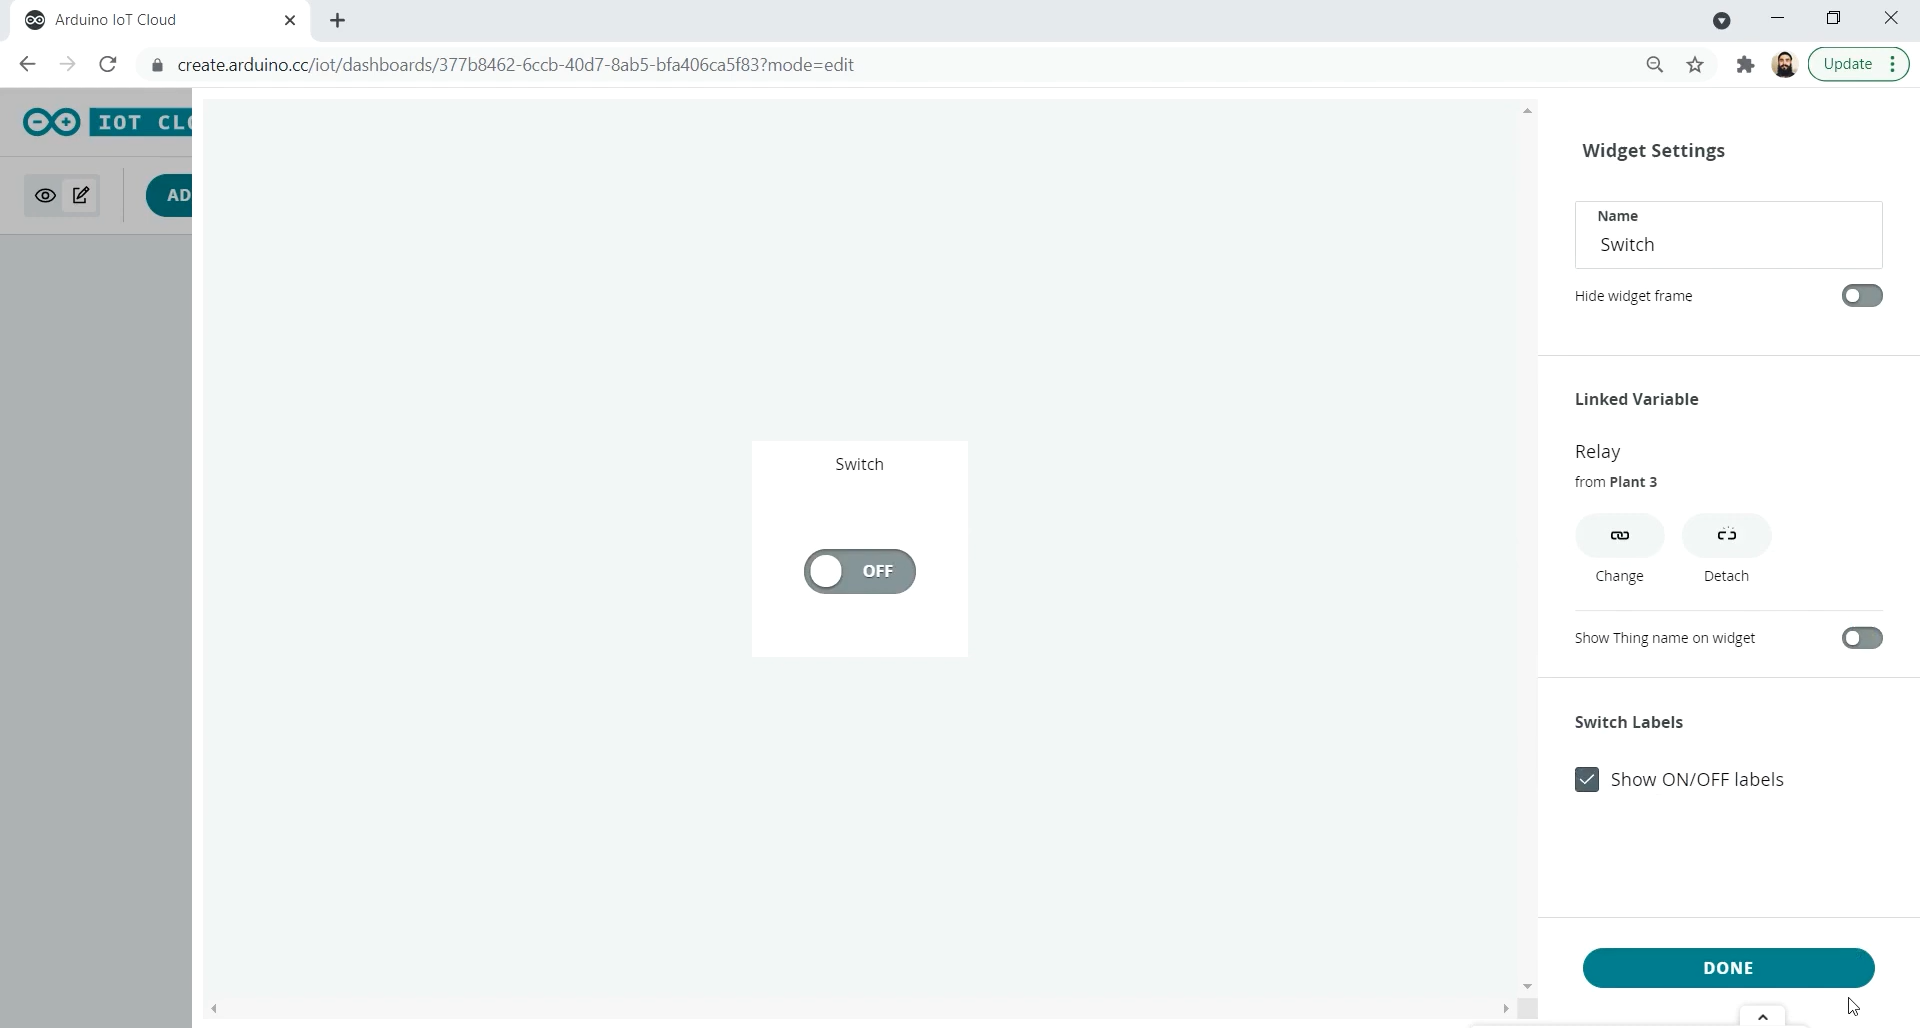 Arduino IoT Cloud
create.arduino.cc/iot/dashboards/377b8462-6ccb-40d7-8ab5-bfa406ca5f83?mode=edit
Update
IOT CLO
AD
Widget Settings
Name
Switch
Hide widget frame
Linked Variable
Relay
from Plant 3
Change
Detach
Show Thing name on widget
Switch Labels
Show ON/OFF labels
DONE
Switch
OFF